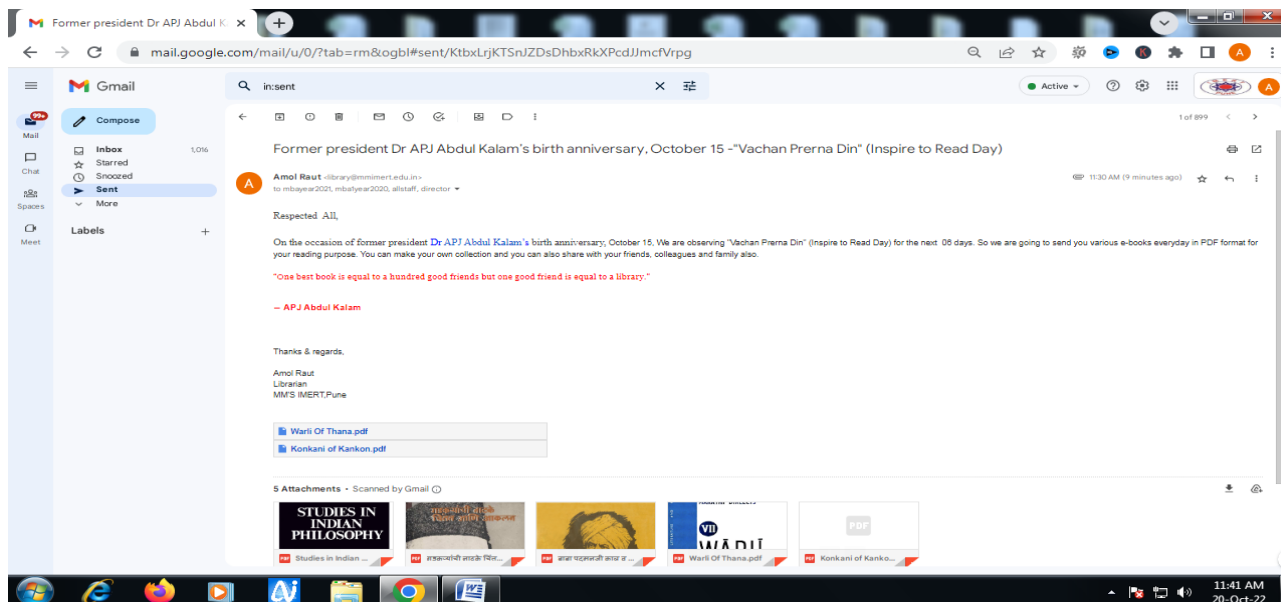 Former president Dr APJ Abdul K
mail.google.com/mail/u/0/?tab=rm&ogbl#sent/KtbxLrjKTSnJZDsDhbxRkXPcdJJmcfVrpg
K
A
Gmail
in:sent
Active
A
99+
Mail
Chat
Spaces
Meet
Compose
Inbox 1,016
Starred
Snoozed
Sent
More
Labels +
1 of 899
Former president Dr APJ Abdul Kalam's birth anniversary, October 15 -"Vachan Prerna Din" (Inspire to Read Day)
A
Amol Raut <library@mmimert.edu.in>
11:30 AM (9 minutes ago)
to mbayear2021, mba1year2020, allstaff, director
Respected All,
On the occasion of former president Dr APJ Abdul Kalam's birth anniversary, October 15, We are observing "Vachan Prerna Din" (Inspire to Read Day) for the next 06 days. So we are going to send you various e-books everyday in PDF format for
your reading purpose. You can make your own collection and you can also share with your friends, colleagues and family also.
"One best book is equal to a hundred good friends but one good friend is equal to a library."
– APJ Abdul Kalam
Thanks & regards,
Amol Raut
Librarian
MM'S IMERT,Pune
Warli Of Thana.pdf
Konkani of Kankon.pdf
5 Attachments • Scanned by Gmail
STUDIES IN
INDIAN
PHILOSOPHY
VII
PDF
PDF Studies in Indian ...
PDF
PDF
PDF Warli Of Thana.pdf
PDF Konkani of Kanko...
11:41 AM
20-Oct-22